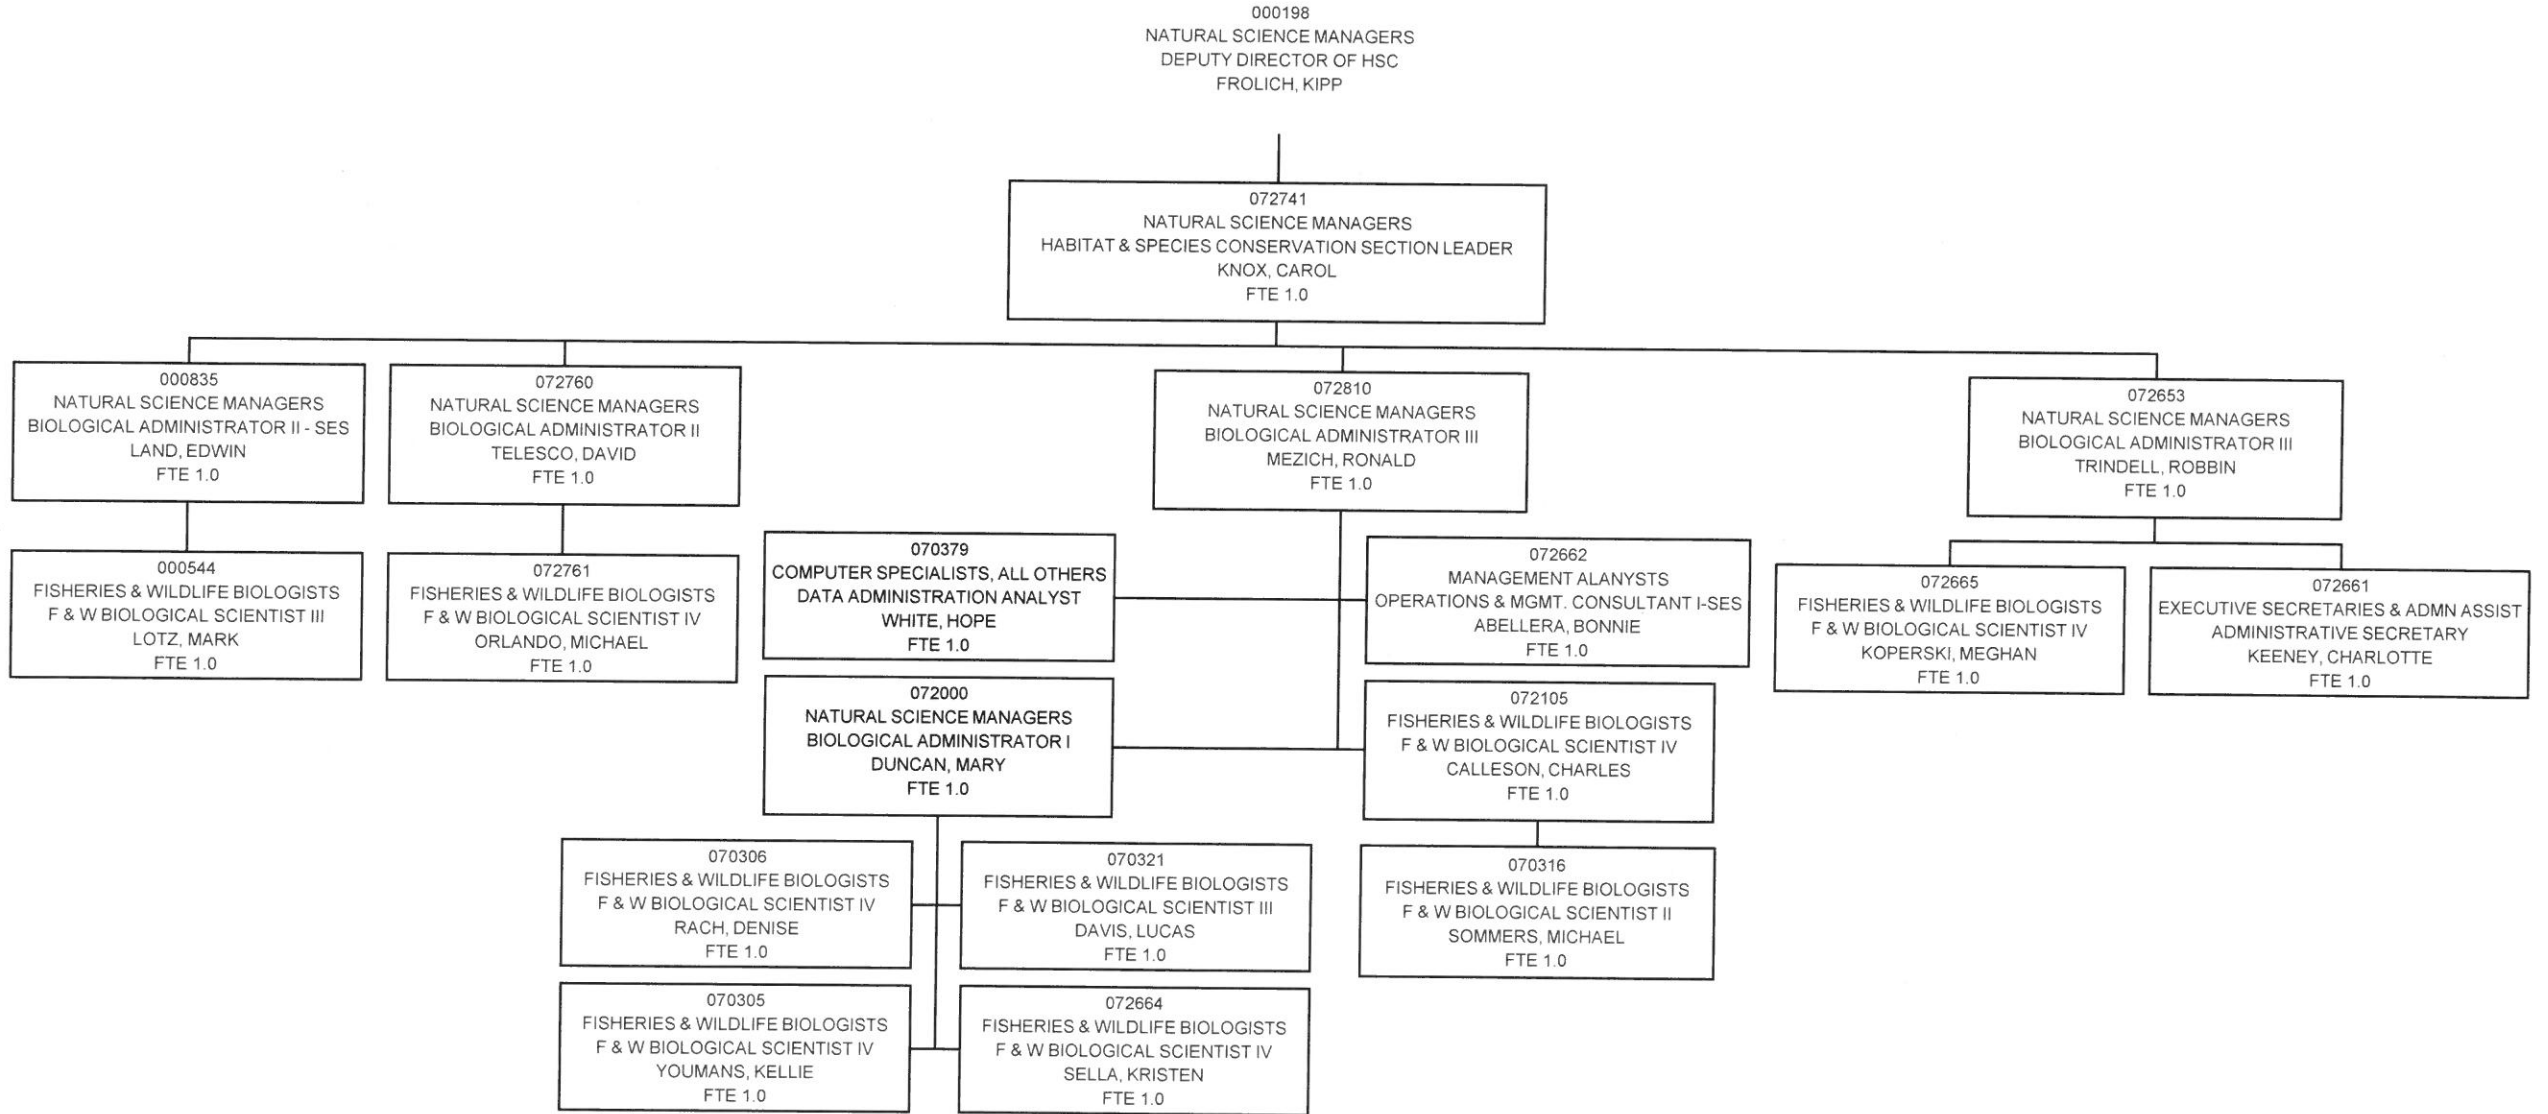 000198
NATURAL SCIENCE MANAGERS
DEPUTY DIRECTOR OF HSC
FROLICH, KIPP
072741
NATURAL SCIENCE MANAGERS
HABITAT & SPECIES CONSERVATION SECTION LEADER
KNOX, CAROL
FTE 1.0
000835
NATURAL SCIENCE MANAGERS
BIOLOGICAL ADMINISTRATOR II - SES
LAND, EDWIN
FTE 1.0
072760
NATURAL SCIENCE MANAGERS
BIOLOGICAL ADMINISTRATOR II
TELESCO, DAVID
FTE 1.0
072810
NATURAL SCIENCE MANAGERS
BIOLOGICAL ADMINISTRATOR III
MEZICH, RONALD
FTE 1.0
072653
NATURAL SCIENCE MANAGERS
BIOLOGICAL ADMINISTRATOR III
TRINDELL, ROBBIN
FTE 1.0
000544
FISHERIES & WILDLIFE BIOLOGISTS
F & W BIOLOGICAL SCIENTIST III
LOTZ, MARK
FTE 1.0
072761
FISHERIES & WILDLIFE BIOLOGISTS
F & W BIOLOGICAL SCIENTIST IV
ORLANDO, MICHAEL
FTE 1.0
070379
COMPUTER SPECIALISTS, ALL OTHERS
DATA ADMINISTRATION ANALYST
WHITE, HOPE
FTE 1.0
072662
MANAGEMENT ALANYSTS
OPERATIONS & MGMT. CONSULTANT I-SES
ABELLERA, BONNIE
FTE 1.0
072665
FISHERIES & WILDLIFE BIOLOGISTS
F & W BIOLOGICAL SCIENTIST IV
KOPERSKI, MEGHAN
FTE 1.0
072661
EXECUTIVE SECRETARIES & ADMN ASSIST
ADMINISTRATIVE SECRETARY
KEENEY, CHARLOTTE
FTE 1.0
072000
NATURAL SCIENCE MANAGERS
BIOLOGICAL ADMINISTRATOR I
DUNCAN, MARY
FTE 1.0
072105
FISHERIES & WILDLIFE BIOLOGISTS
F & W BIOLOGICAL SCIENTIST IV
CALLESON, CHARLES
FTE 1.0
070306
FISHERIES & WILDLIFE BIOLOGISTS
F & W BIOLOGICAL SCIENTIST IV
RACH, DENISE
FTE 1.0
070321
FISHERIES & WILDLIFE BIOLOGISTS
F & W BIOLOGICAL SCIENTIST III
DAVIS, LUCAS
FTE 1.0
070316
FISHERIES & WILDLIFE BIOLOGISTS
F & W BIOLOGICAL SCIENTIST II
SOMMERS, MICHAEL
FTE 1.0
070305
FISHERIES & WILDLIFE BIOLOGISTS
F & W BIOLOGICAL SCIENTIST IV
YOUMANS, KELLIE
FTE 1.0
072664
FISHERIES & WILDLIFE BIOLOGISTS
F & W BIOLOGICAL SCIENTIST IV
SELLA, KRISTEN
FTE 1.0